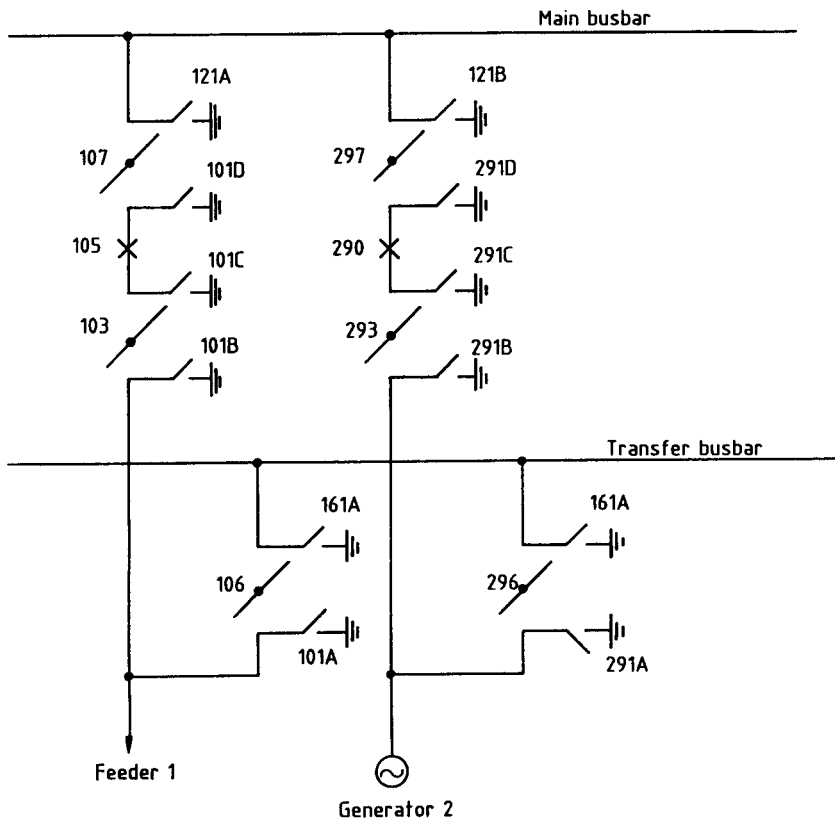 Main busbar
121A
121B
107
297
101D
291D
105
290
101C
291C
103
293
101B
291B
Transfer busbar
161A
161A
106
296
101A
291A
Feeder 1
Generator 2